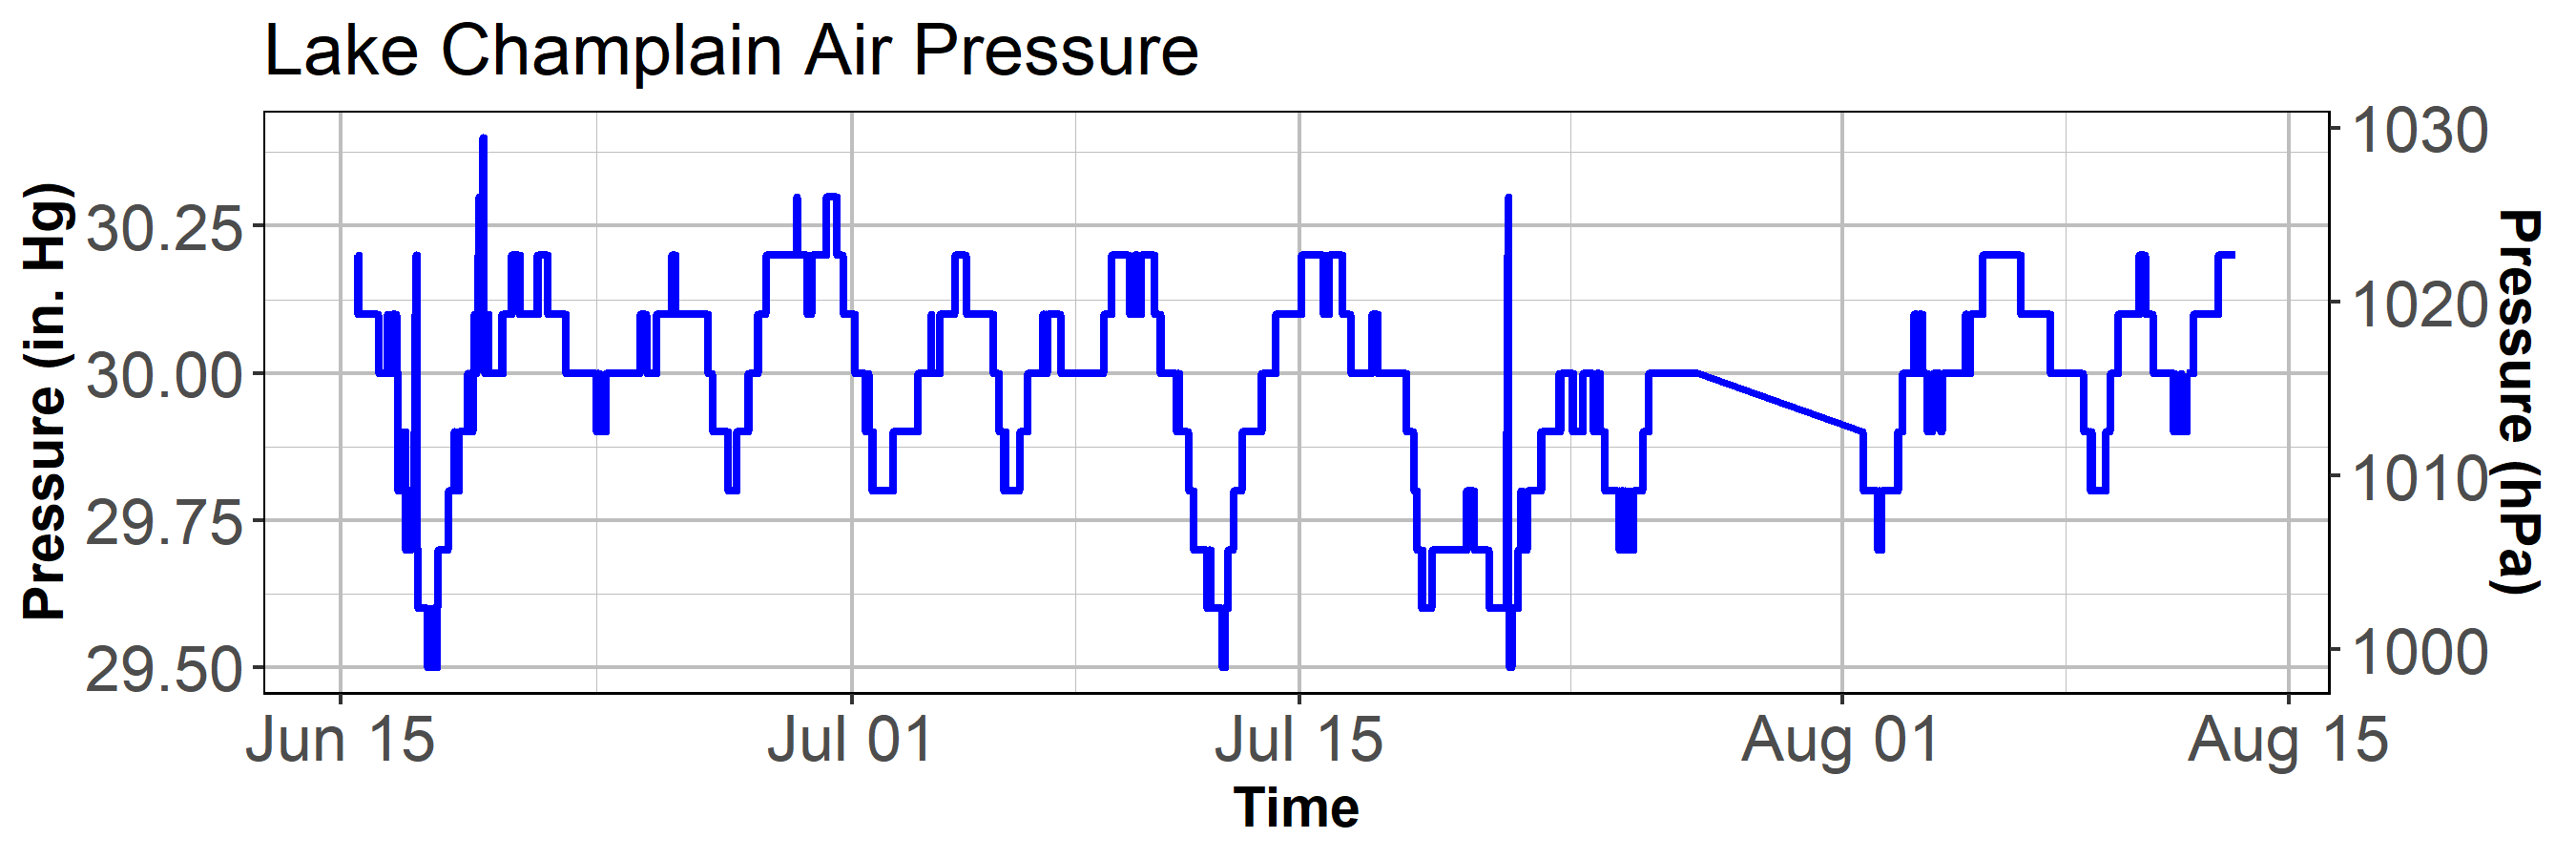 Lake Champlain Air Pressure
Pressure (in. Hg)
30.25
30.00
29.75
29.50
1030
1020
1010
1000
Pressure (hPa)
Jun 15
Jul 01
Jul 15
Aug 01
Aug 15
Time